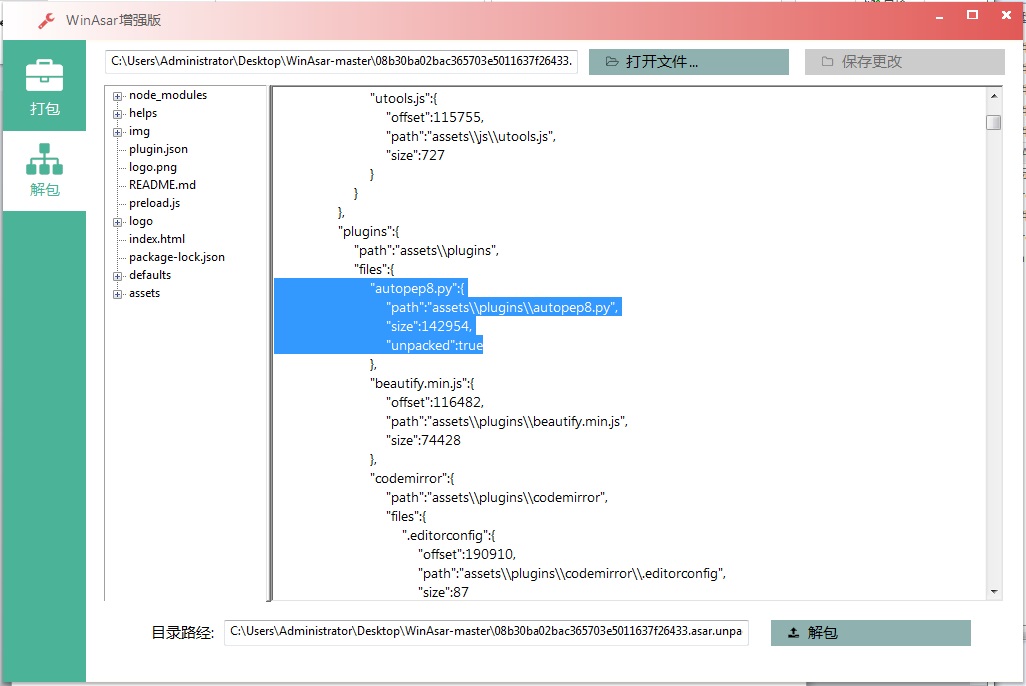 WinAsar增强版
打包
解包
C:\Users\Administrator\Desktop\WinAsar-master\08b30ba02bac365703e5011637f26433.
打开文件...
保存更改
node_modules
helps
img
plugin.json
logo.png
README.md
preload.js
logo
index.html
package-lock.json
defaults
assets
"utools.js":{
"offset":115755,
"path":"assets\\js\\utools.js",
"size":727
}
}
},
"plugins":{
"path":"assets\\plugins",
"files":{
"autopep8.py":{
"path":"assets\\plugins\\autopep8.py",
"size":142954,
"unpacked":true
},
"beautify.min.js":{
"offset":116482,
"path":"assets\\plugins\\beautify.min.js",
"size":74428
},
"codemirror":{
"path":"assets\\plugins\\codemirror",
"files":{
".editorconfig":{
"offset":190910,
"path":"assets\\plugins\\codemirror\\.editorconfig",
"size":87
目录路经:
C:\Users\Administrator\Desktop\WinAsar-master\08b30ba02bac365703e5011637f26433.asar.unpa
解包